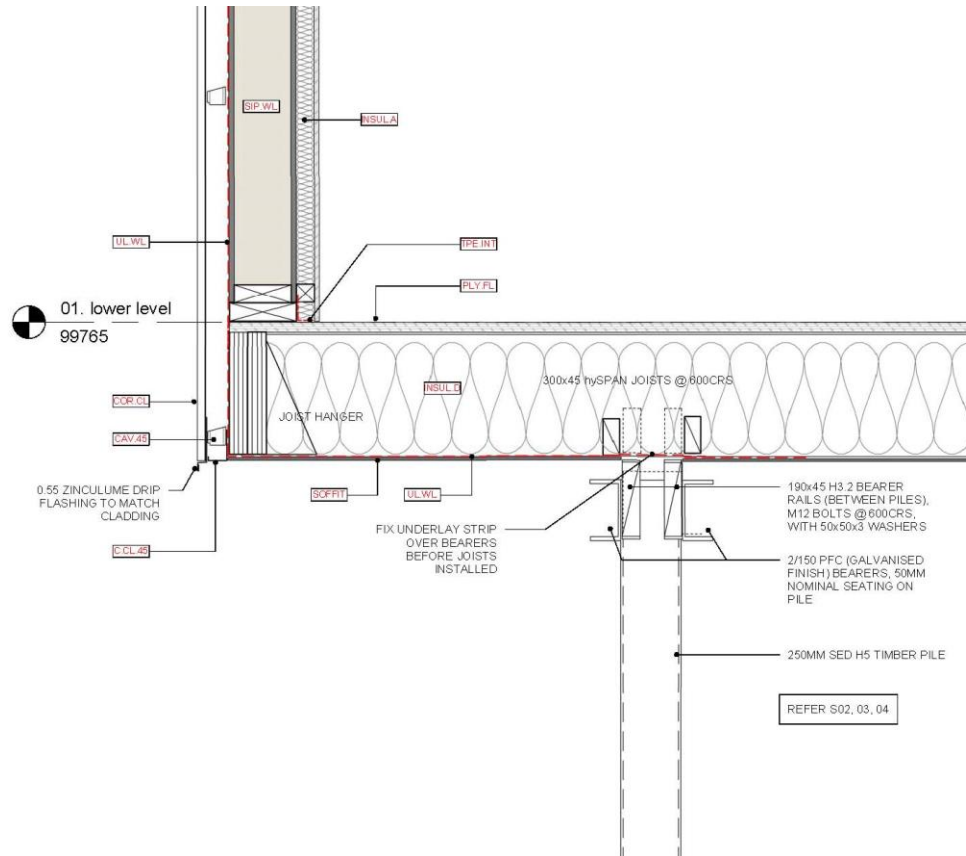 SIP.WL
INSUL.A
UL.WL
TPE.INT
PLY.FL
01. lower level
99765
INSUL.D
300x45 hySPAN JOISTS @ 600CRS
COR.CL
JOIST HANGER
CAV.45
0.55 ZINCULUME DRIP
FLASHING TO MATCH
CLADDING
SOFFIT
UL.WL
190x45 H3.2 BEARER
RAILS (BETWEEN PILES),
M12 BOLTS @ 600CRS,
WITH 50x50x3 WASHERS
FIX UNDERLAY STRIP
OVER BEARERS
BEFORE JOISTS
INSTALLED
C.CL.45
2/150 PFC (GALVANISED
FINISH) BEARERS, 50MM
NOMINAL SEATING ON
PILE
250MM SED H5 TIMBER PILE
REFER S02, 03, 04